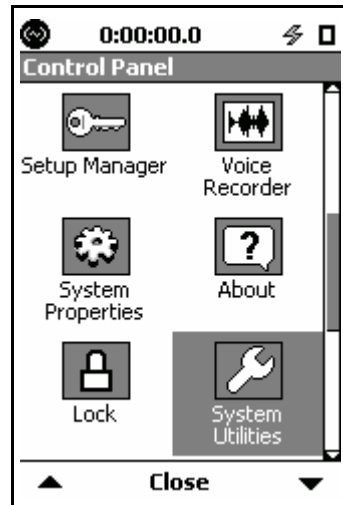 0:00:00.0
Control Panel
Setup Manager
Voice
Recorder
System
Properties
?
About
Lock
System
Utilities
Close